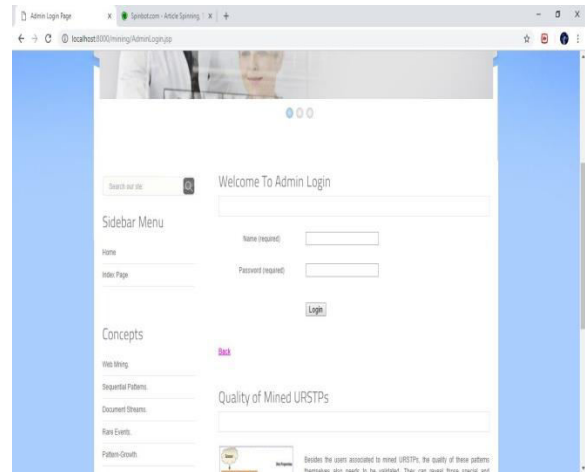 Admin Login Page
Spinbot.com - Article Spinning,
localhost:8000/mining/AdminLogin.jsp
Search our site:
Welcome To Admin Login
Sidebar Menu
Home
Index Page
Name (required)
Password (required)
Login
Back
Concepts
Web Mining.
Sequential Patterns.
Document Streams.
Rare Events.
Pattern-Growth.
Quality of Mined URSTPs
Besides the users associated to mined URSTPs, the quality of these patterns
themselves also needs to be validated. They can reveal those special and